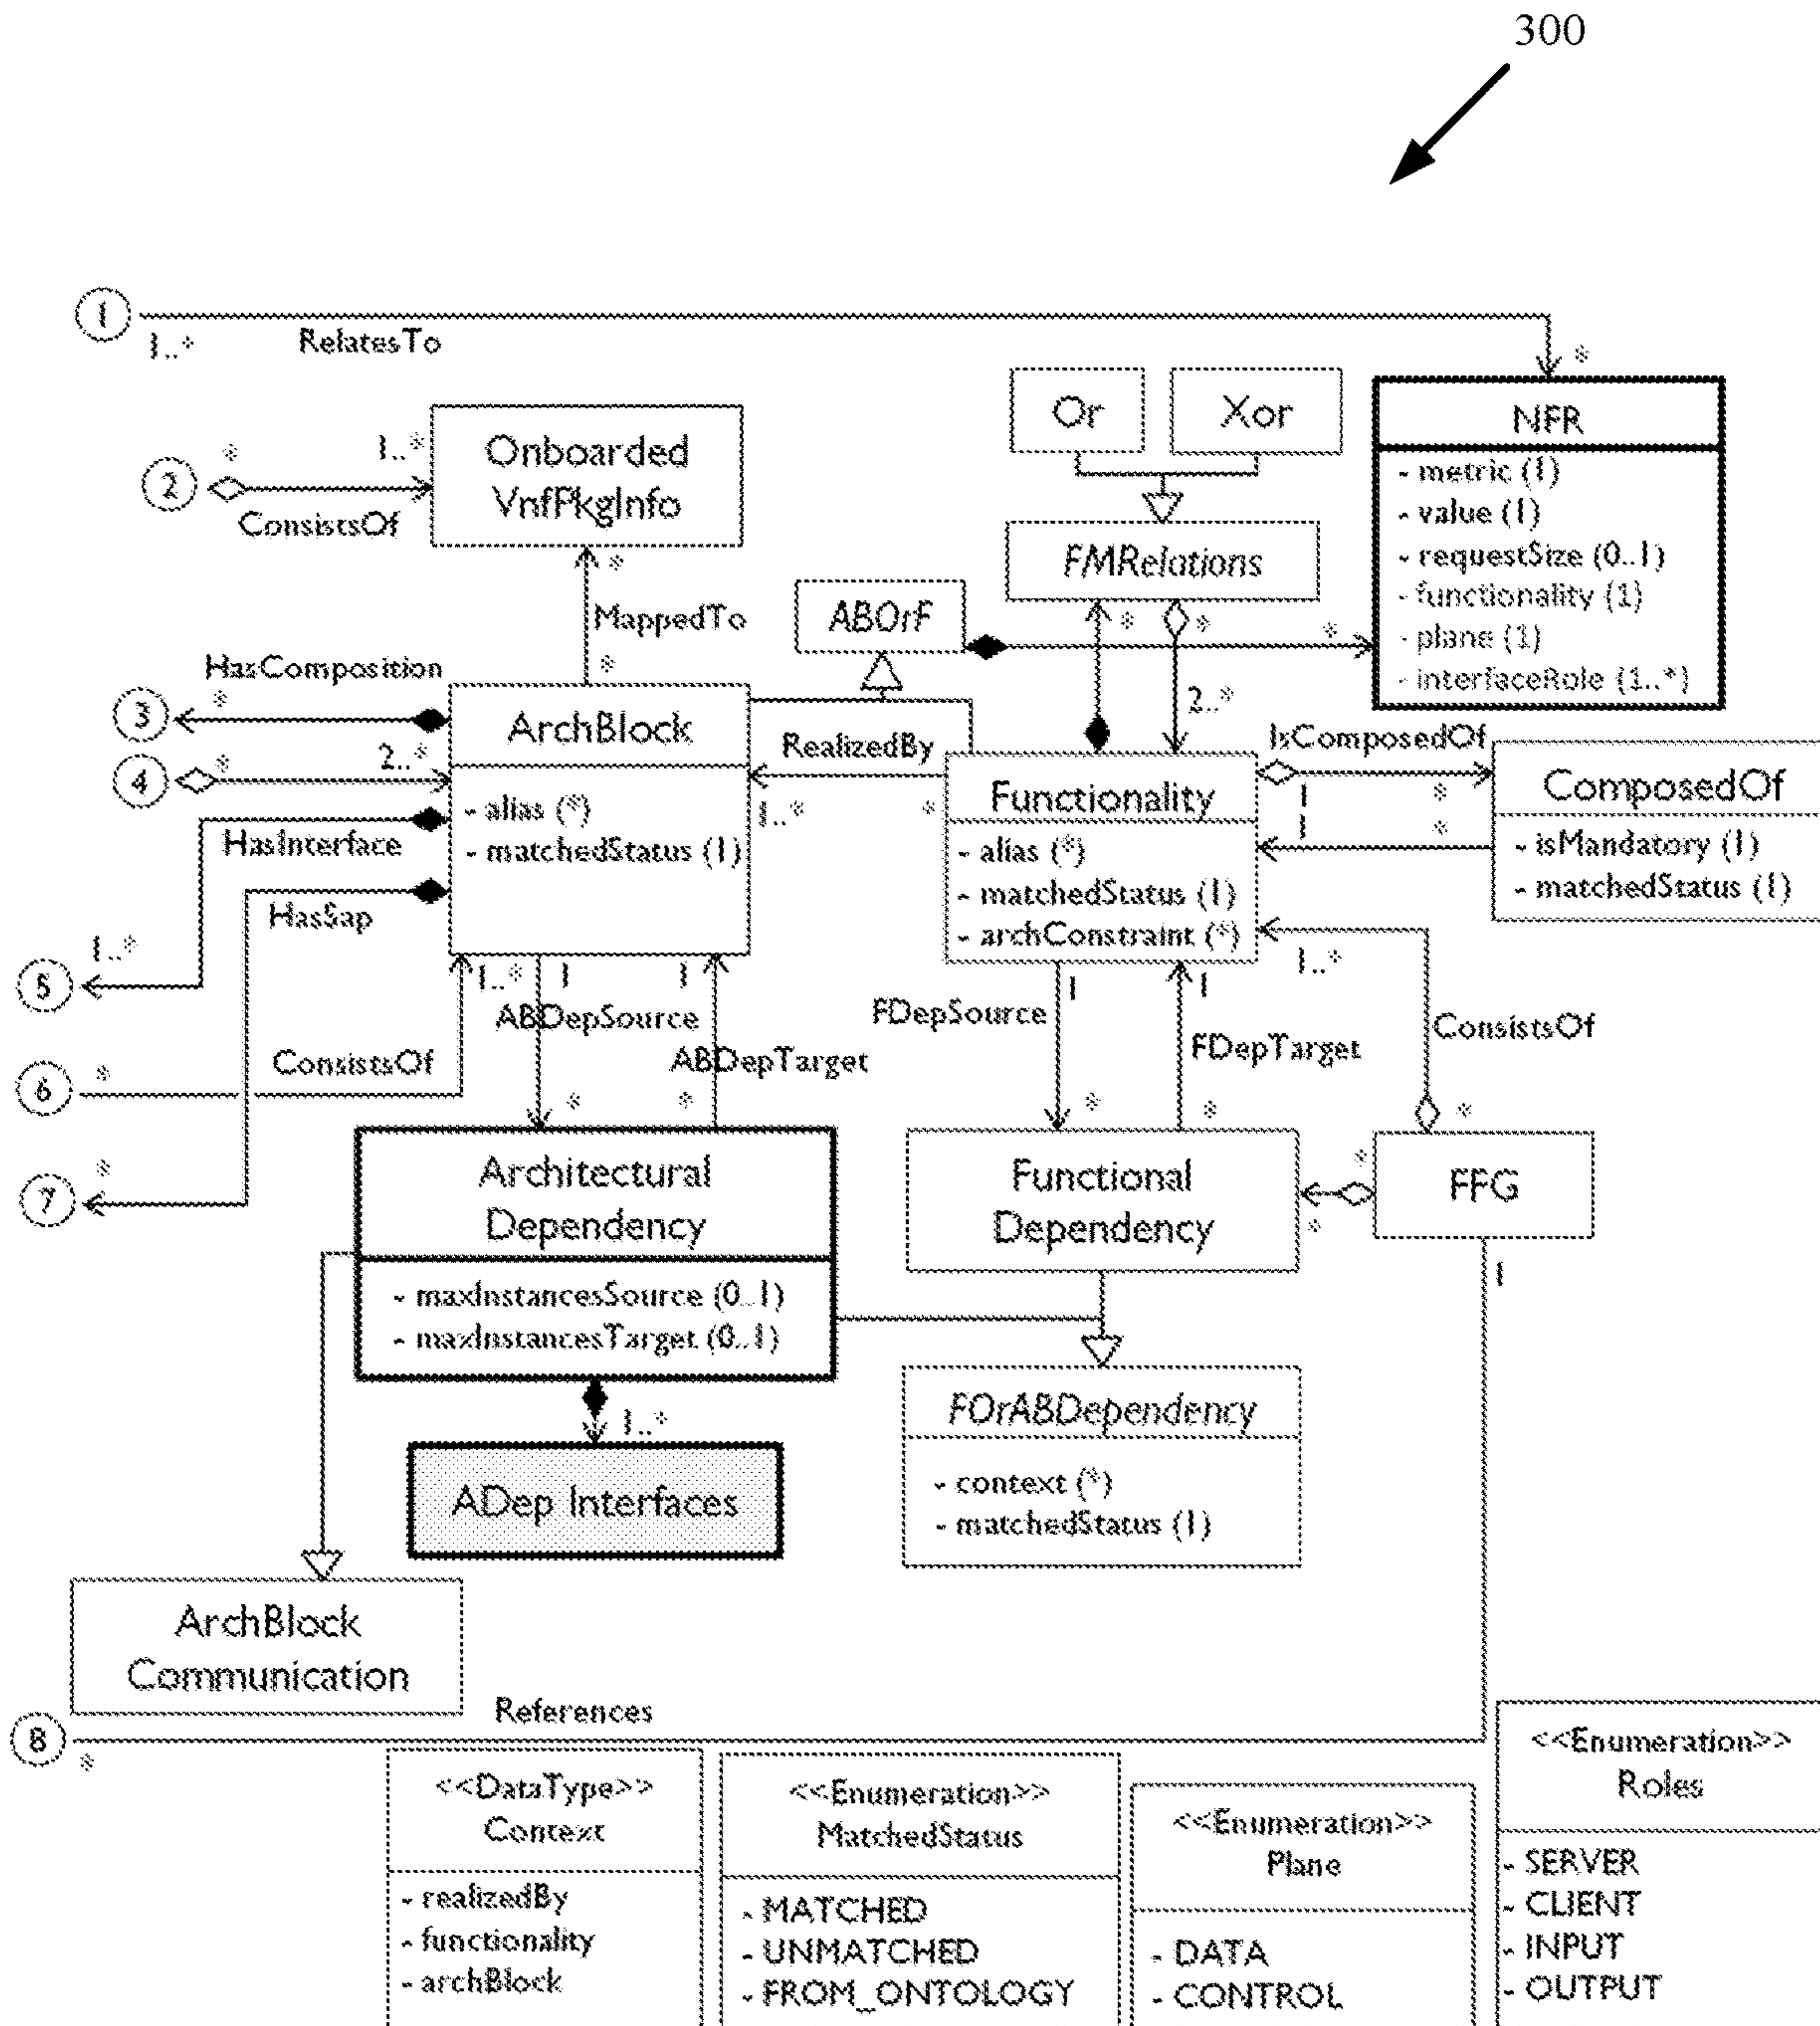 300
1
1..*
RelatesTo
*
Or
Xor
NFR
- metric (1)
- value (1)
- requestSize (0..1)
- functionality (1)
- plane (1)
- interfaceRole (1..*)
2
*
1..*
ConsistsOf
Onboarded
VnfPkgInfo
*
MappedTo
*
FMRelations
*
*
ABOrF
*
HasComposition
*
3
4
*
2..*
ArchBlock
- alias (*)
- matchedStatus (1)
RealizedBy
1..*
*
2..*
Functionality
- alias (*)
- matchedStatus (1)
- archConstraint (*)
IsComposedOf
1
*
1
*
ComposedOf
- isMandatory (1)
- matchedStatus (1)
HasInterface
HasSap
1..*
5
1..*
1
1
ABDepSource
ABDepTarget
*
*
FDepSource
1
1
FDepTarget
*
*
1..*
ConsistsOf
*
6
*
ConsistsOf
7
*
Architectural
Dependency
- maxInstancesSource (0..1)
- maxInstancesTarget (0..1)
Functional
Dependency
*
*
FFG
1
1..*
ADep Interfaces
FOrABDependency
- context (*)
- matchedStatus (1)
ArchBlock
Communication
8
*
References
<<DataType>>
Context
- realizedBy
- functionality
- archBlock
<<Enumeration>>
MatchedStatus
- MATCHED
- UNMATCHED
- FROM_ONTOLOGY
<<Enumeration>>
Plane
- DATA
- CONTROL
<<Enumeration>>
Roles
- SERVER
- CLIENT
- INPUT
- OUTPUT